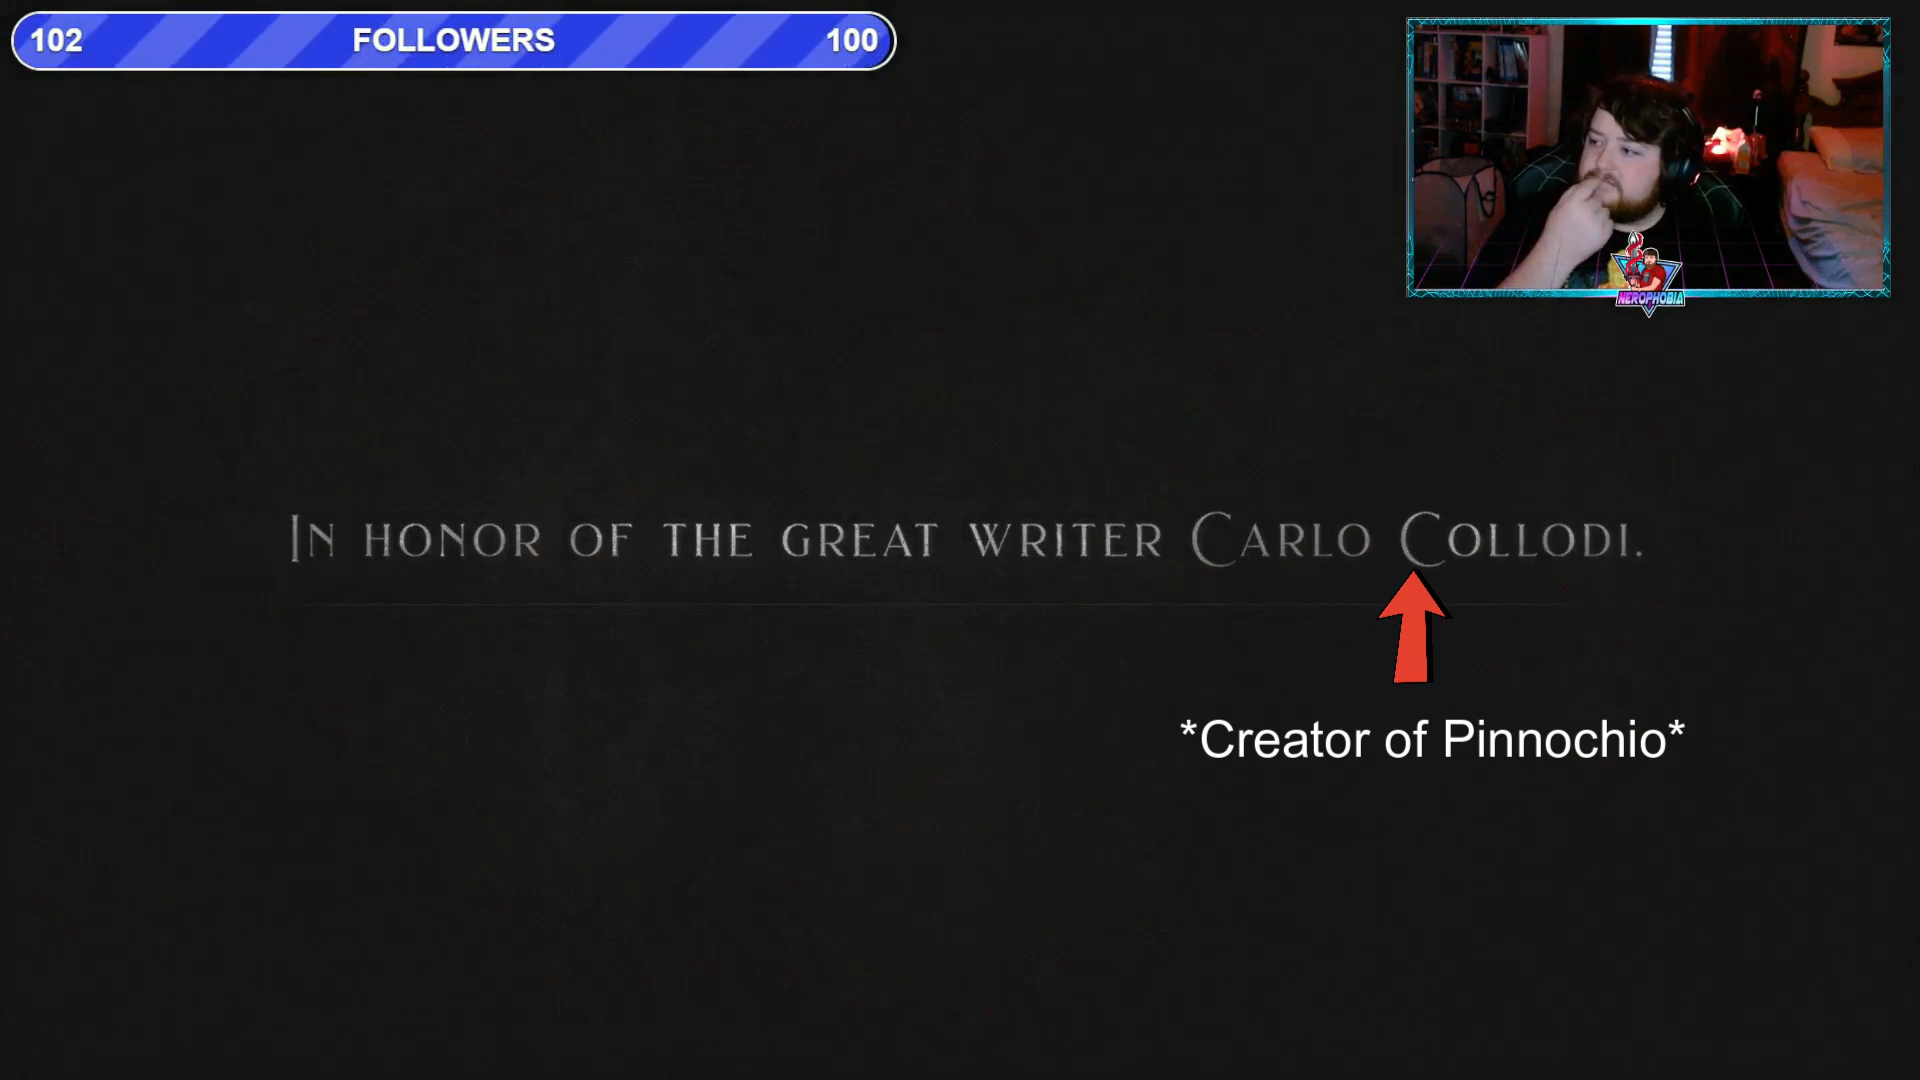 102 FOLLOWERS 100
NEROPHOBIA
In honor of the great writer Carlo Collodi.
*Creator of Pinnochio*